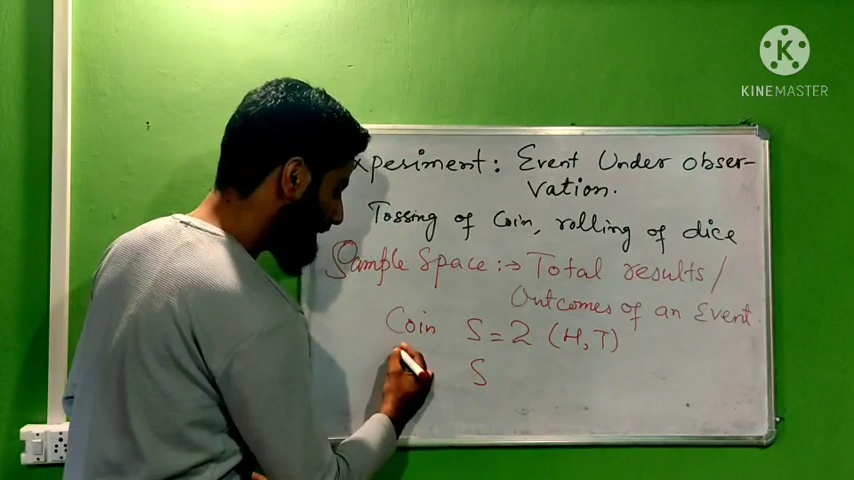 K
KINEMASTER
xperiment: Event Under obser-
vation.
Tossing of Coin, rolling of dice
Sample Space :→ Total results /
Outcomes of an Event.
Coin S = 2 (H, T)
S